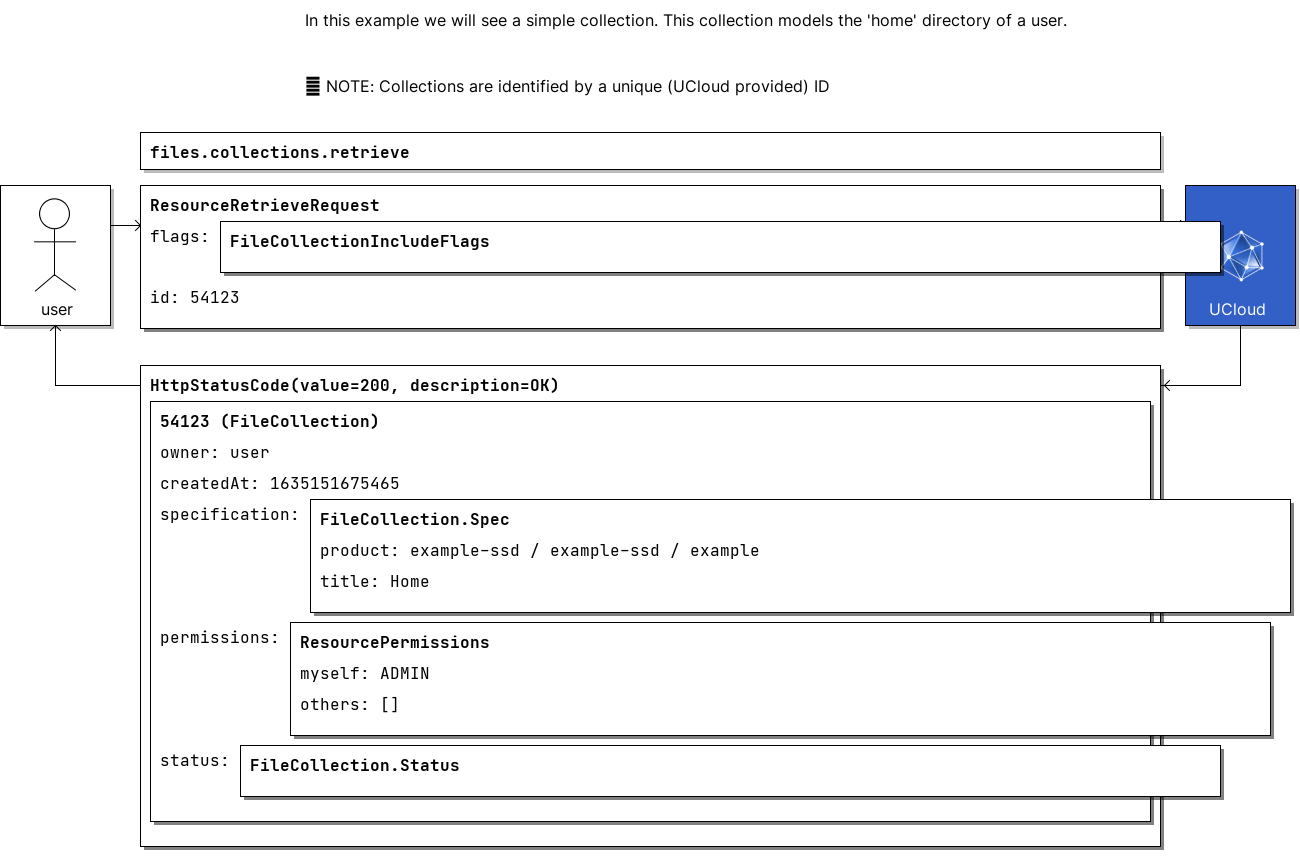 In this example we will see a simple collection. This collection models the 'home' directory of a user.
NOTE: Collections are identified by a unique (UCloud provided) ID
files.collections.retrieve
ResourceRetrieveRequest
flags: FileCollectionIncludeFlags
id: 54123
user
UCloud
HttpStatusCode(value=200, description=OK)
54123 (FileCollection)
owner: user
createdAt: 1635151675465
specification: FileCollection.Spec
product: example-ssd / example-ssd / example
title: Home
permissions: ResourcePermissions
myself: ADMIN
others: []
status: FileCollection.Status